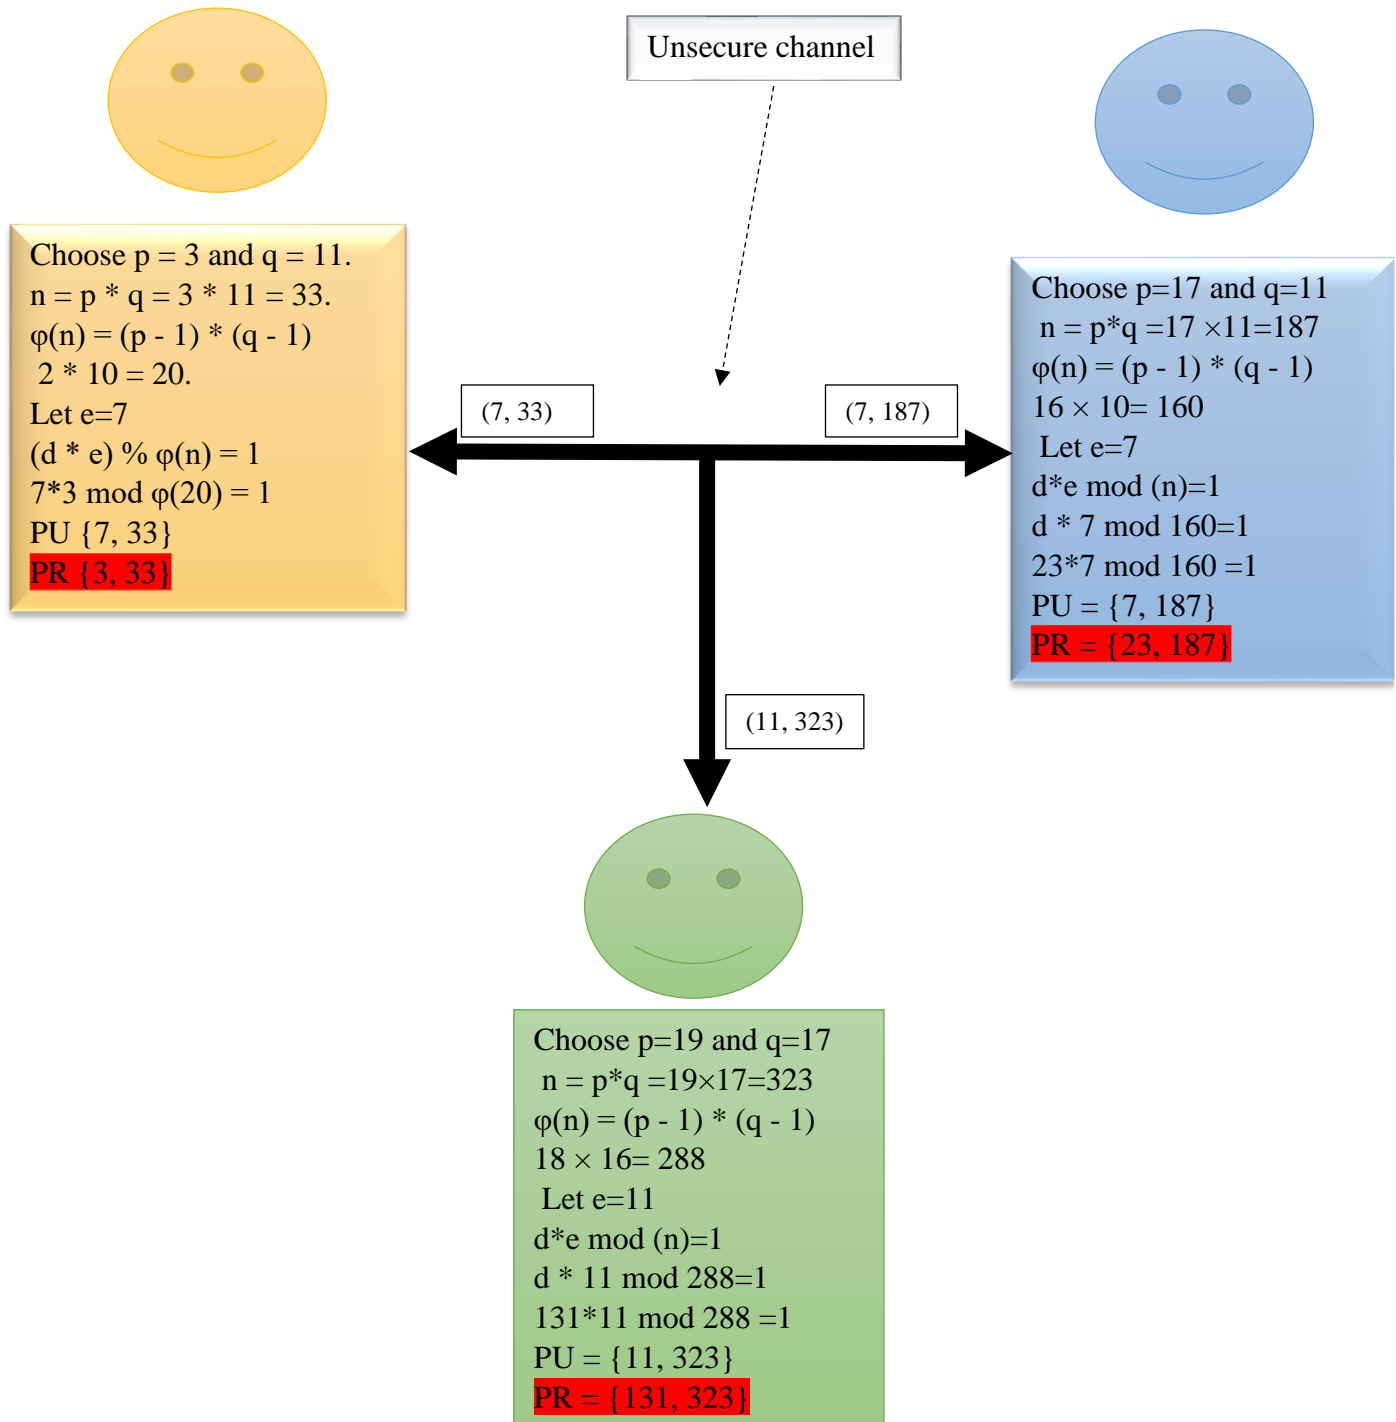 Unsecure channel
Choose p = 3 and q = 11.
n = p * q = 3 * 11 = 33.
φ(n) = (p - 1) * (q - 1)
2 * 10 = 20.
Let e=7
(d * e) % φ(n) = 1
7*3 mod φ(20) = 1
PU {7, 33}
PR {3, 33}
(7, 33)
(7, 187)
Choose p=17 and q=11
n = p*q =17 ×11=187
φ(n) = (p - 1) * (q - 1)
16 × 10= 160
Let e=7
d*e mod (n)=1
d * 7 mod 160=1
23*7 mod 160 =1
PU = {7, 187}
PR = {23, 187}
(11, 323)
Choose p=19 and q=17
n = p*q =19×17=323
φ(n) = (p - 1) * (q - 1)
18 × 16= 288
Let e=11
d*e mod (n)=1
d * 11 mod 288=1
131*11 mod 288 =1
PU = {11, 323}
PR = {131, 323}